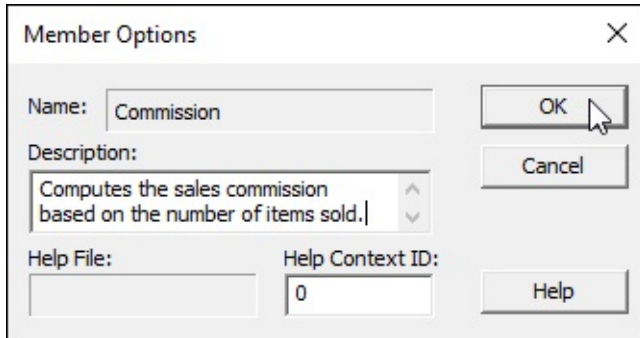 Member Options
Name: Commission
OK
Description:
Cancel
Computes the sales commission
based on the number of items sold.
Help File:
Help Context ID:
0
Help